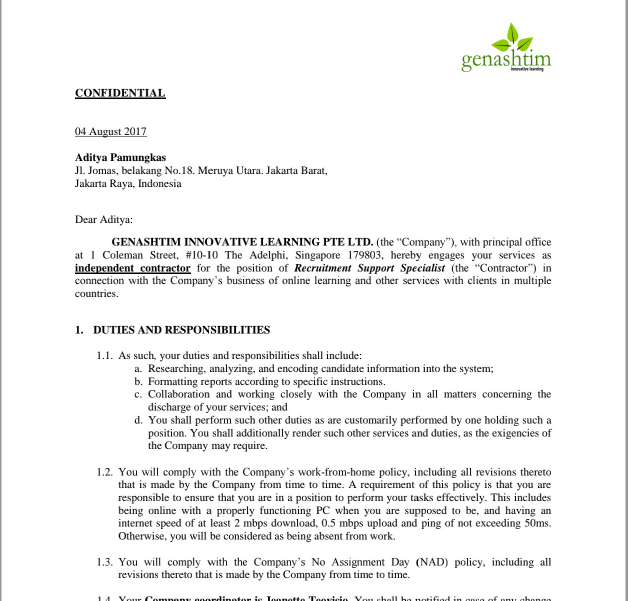 genashtim
innovative learning
CONFIDENTIAL
04 August 2017
Aditya Pamungkas
Jl. Jomas, belakang No.18. Meruya Utara. Jakarta Barat,
Jakarta Raya, Indonesia
Dear Aditya:
GENASHTIM INNOVATIVE LEARNING PTE LTD. (the “Company”), with principal office
at 1 Coleman Street, #10-10 The Adelphi, Singapore 179803, hereby engages your services as
independent contractor for the position of Recruitment Support Specialist (the “Contractor”) in
connection with the Company’s business of online learning and other services with clients in multiple
countries.
1. DUTIES AND RESPONSIBILITIES
1.1. As such, your duties and responsibilities shall include:
a. Researching, analyzing, and encoding candidate information into the system;
b. Formatting reports according to specific instructions.
c. Collaboration and working closely with the Company in all matters concerning the
discharge of your services; and
d. You shall perform such other duties as are customarily performed by one holding such a
position. You shall additionally render such other services and duties, as the exigencies of
the Company may require.
1.2. You will comply with the Company’s work-from-home policy, including all revisions thereto
that is made by the Company from time to time. A requirement of this policy is that you are
responsible to ensure that you are in a position to perform your tasks effectively. This includes
being online with a properly functioning PC when you are supposed to be, and having an
internet speed of at least 2 mbps download, 0.5 mbps upload and ping of not exceeding 50ms.
Otherwise, you will be considered as being absent from work.
1.3. You will comply with the Company’s No Assignment Day (NAD) policy, including all
revisions thereto that is made by the Company from time to time.
1.4. Your Company coordinator is Jeanette Teovisio. You shall be notified in case of any change